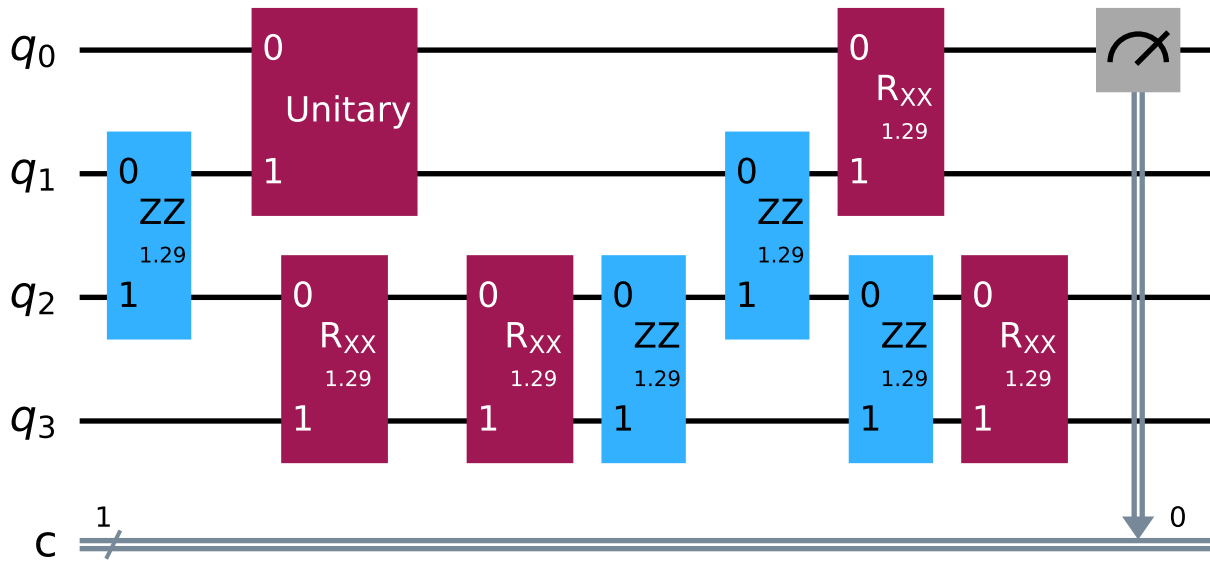 q0 0 0
Unitary RXX
1.29
q1 0 1 0 1
ZZ ZZ
1.29 1.29
q2 1 0 0 0 1 0 0
RXX RXX ZZ ZZ RXX
1.29 1.29 1.29 1.29 1.29
q3 1 1 1 1 1
1 0
c